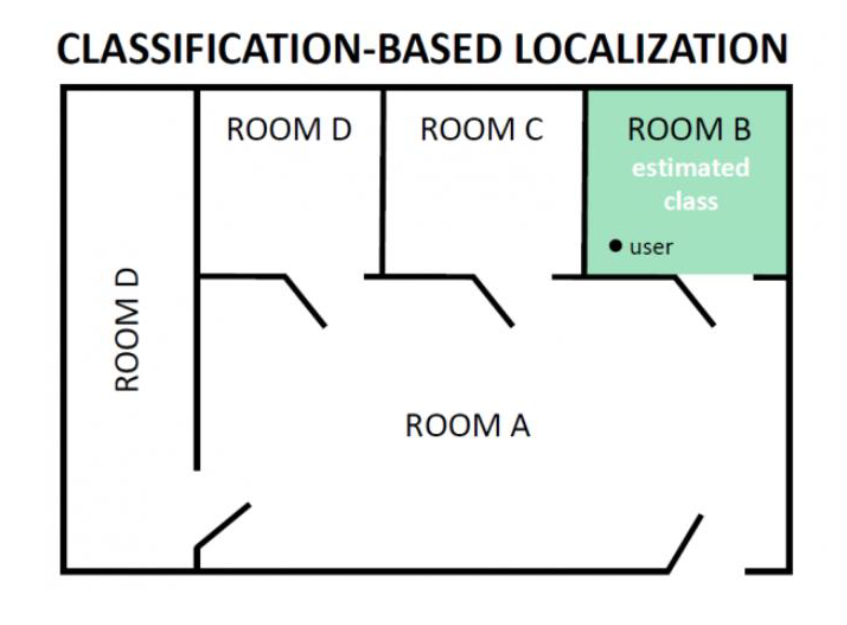 CLASSIFICATION-BASED LOCALIZATION
ROOM D
ROOM C
ROOM B
estimated
class
user
ROOM D
ROOM A